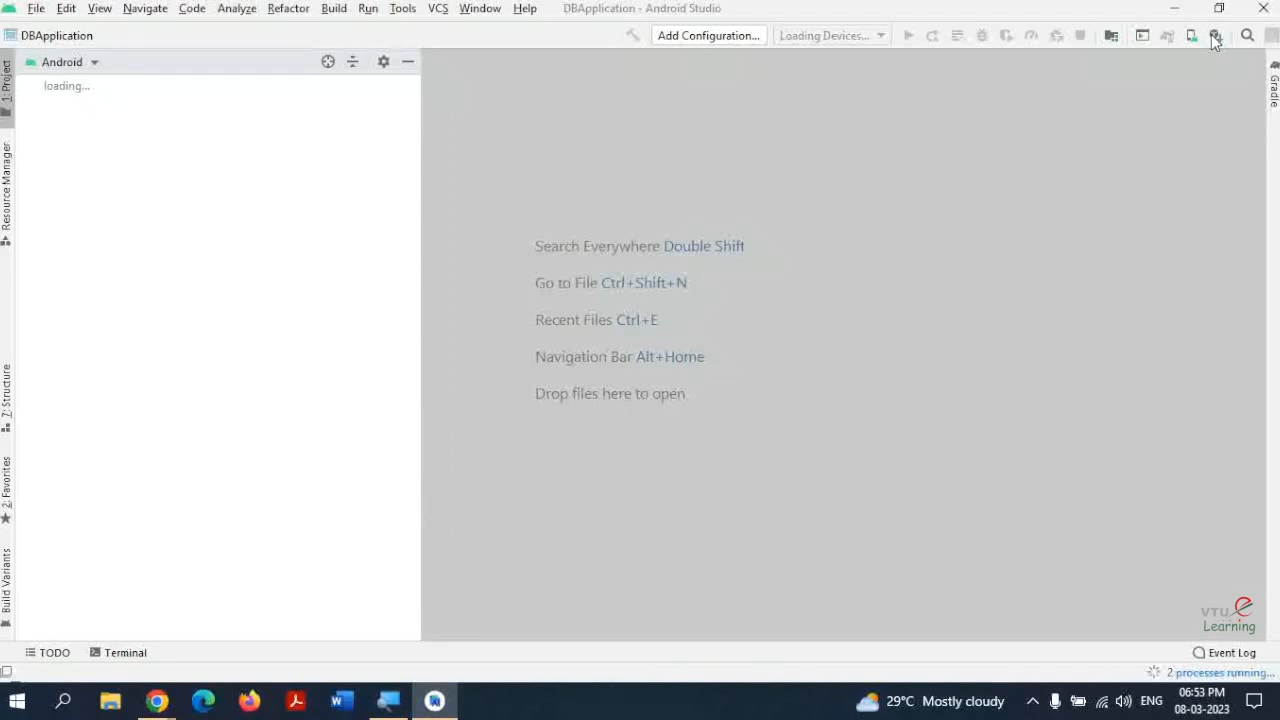 File Edit View Navigate Code Analyze Refactor Build Run Tools VCS Window Help DBApplication - Android Studio
DBApplication Add Configuration... Loading Devices...
Android
loading...
1: Project
Resource Manager
7: Structure
2: Favorites
Build Variants
Gradle
Search Everywhere Double Shift
Go to File Ctrl+Shift+N
Recent Files Ctrl+E
Navigation Bar Alt+Home
Drop files here to open
VTU e
Learning
TODO Terminal Event Log
2 processes running...
29°C Mostly cloudy ENG 06:53 PM
08-03-2023